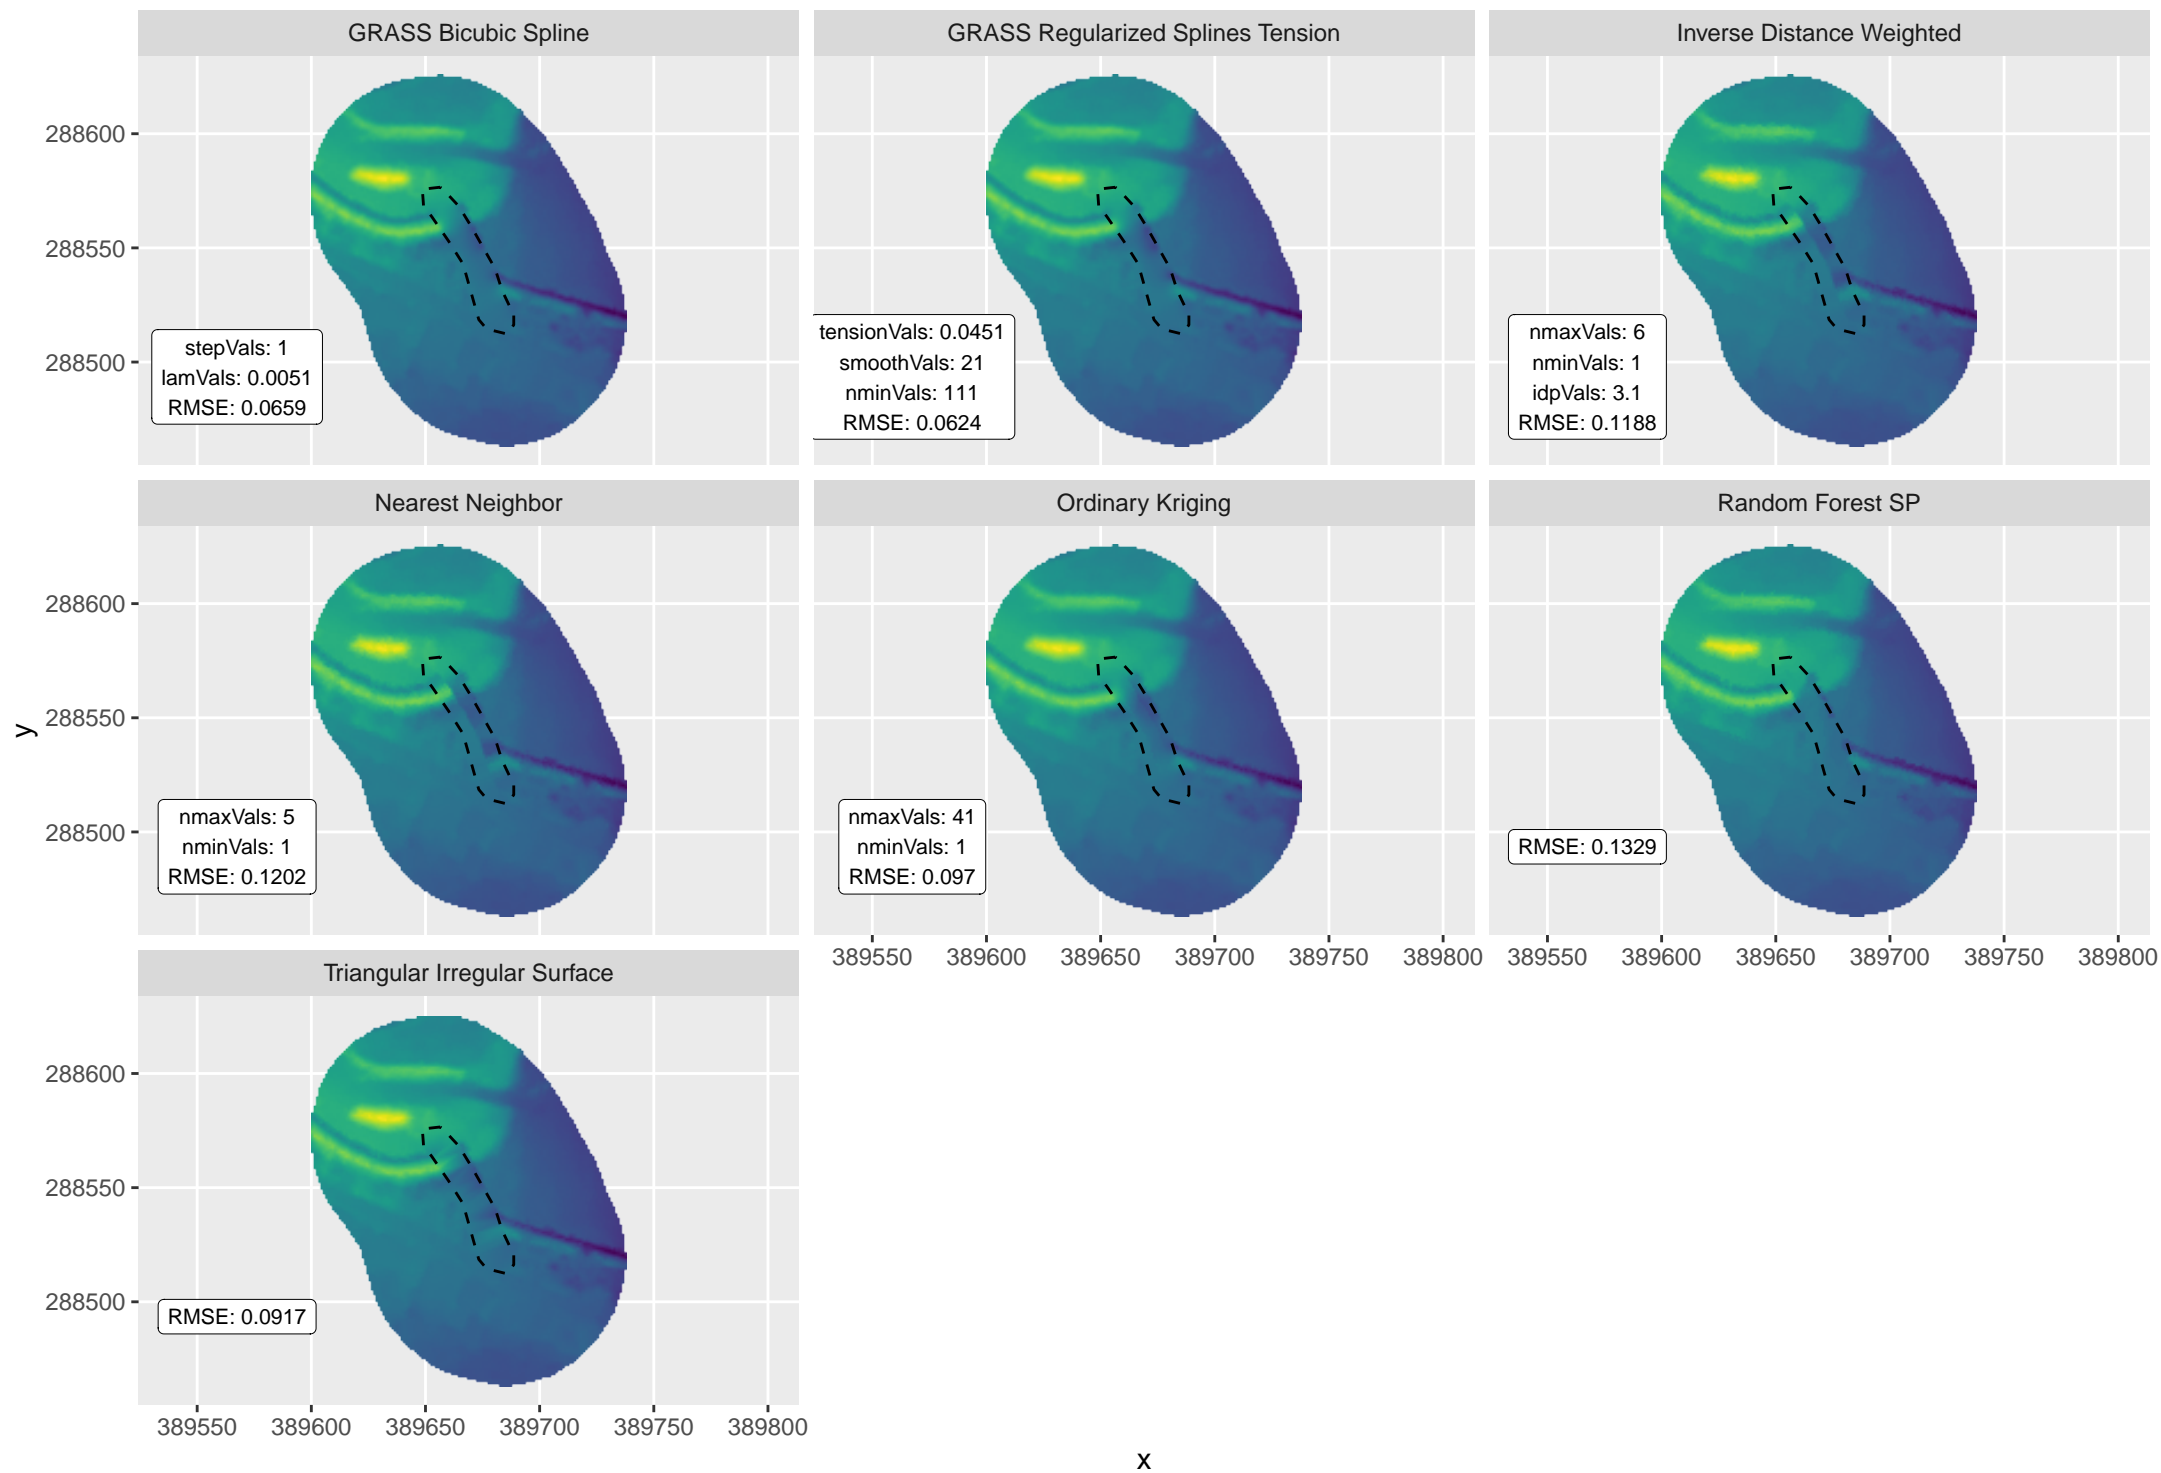 GRASS Bicubic Spline
GRASS Regularized Splines Tension
Inverse Distance Weighted
288600
288550
288500
stepVals: 1
lamVals: 0.0051
RMSE: 0.0659
tensionVals: 0.0451
smoothVals: 21
nminVals: 111
RMSE: 0.0624
nmaxVals: 6
nminVals: 1
idpVals: 3.1
RMSE: 0.1188
Nearest Neighbor
Ordinary Kriging
Random Forest SP
288600
288550
288500
y
nmaxVals: 5
nminVals: 1
RMSE: 0.1202
nmaxVals: 41
nminVals: 1
RMSE: 0.097
RMSE: 0.1329
389550 389600 389650 389700 389750 389800
389550 389600 389650 389700 389750 389800
Triangular Irregular Surface
288600
288550
288500
RMSE: 0.0917
389550 389600 389650 389700 389750 389800
x